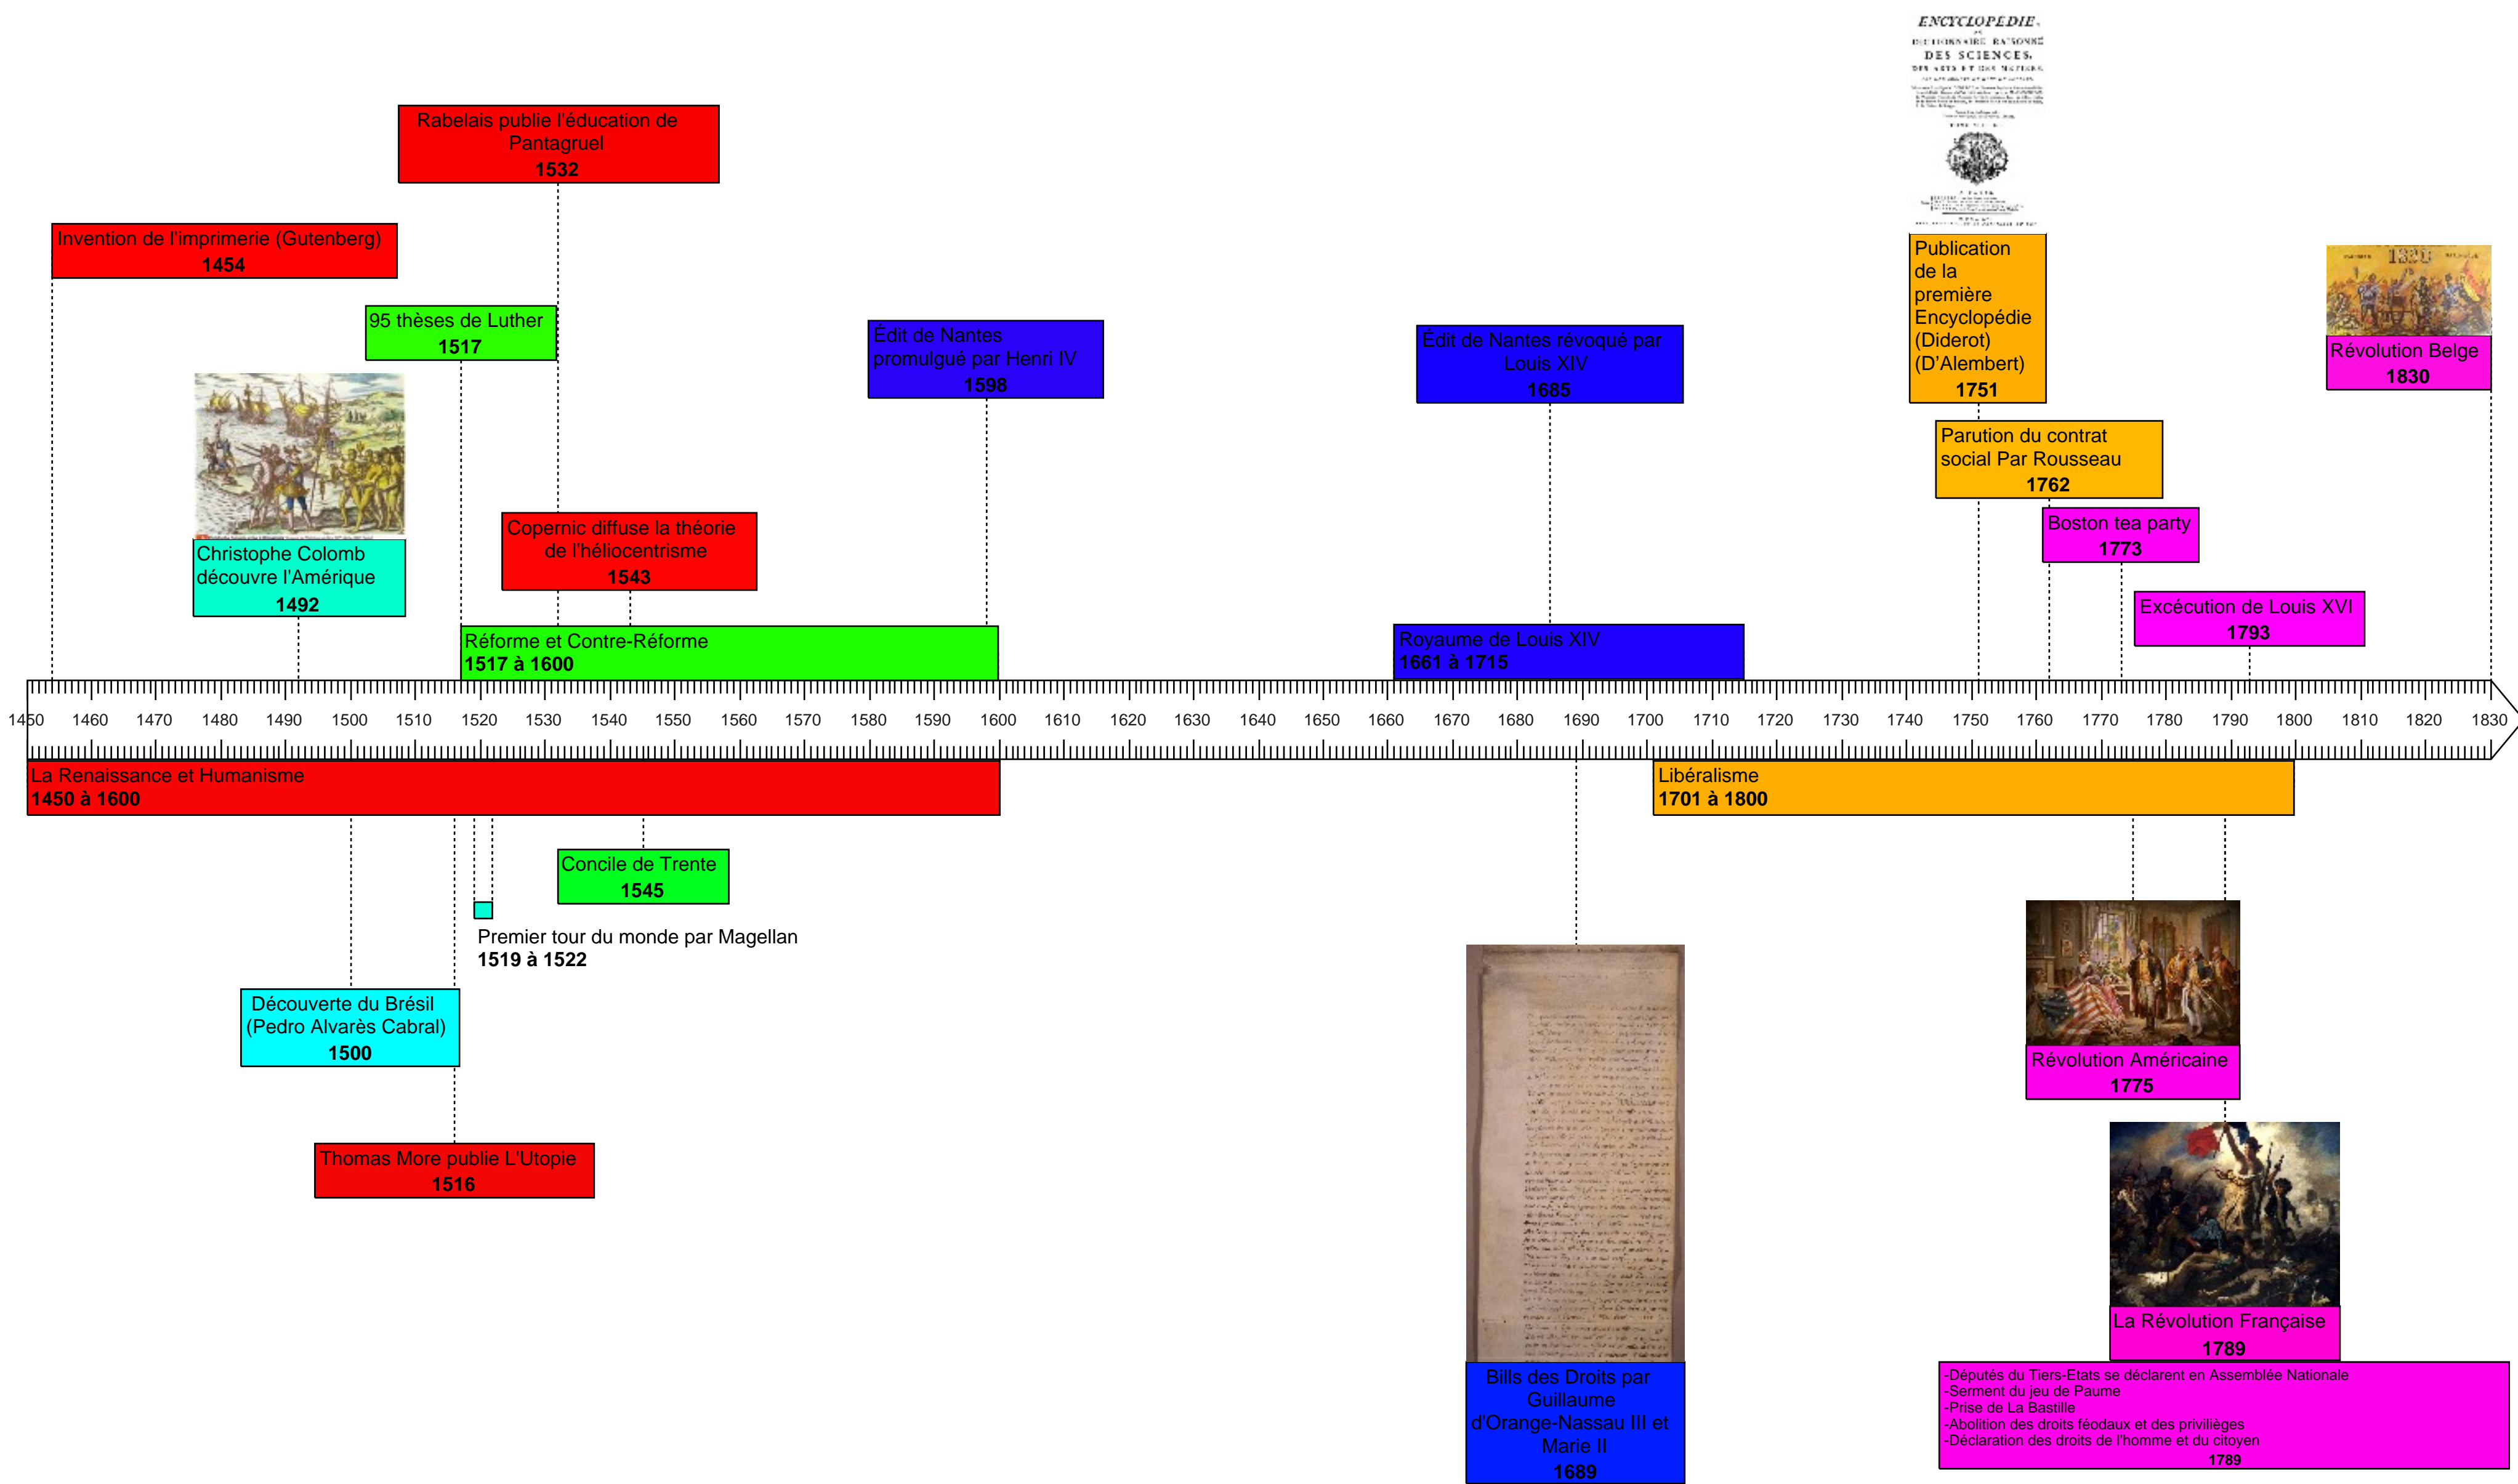 ENCYCLOPEDIE,
DICTIONNAIRE RAISONNÉ
DES SCIENCES,
DES ARTS ET DES MÉTIERS,
Rabelais publie l'éducation de
Pantagruel
1532
Invention de l'imprimerie (Gutenberg)
1454
95 thèses de Luther
1517
Édit de Nantes
promulgué par Henri IV
1598
Édit de Nantes révoqué par
Louis XIV
1685
Publication
de la
première
Encyclopédie
(Diderot)
(D'Alembert)
1751
1830
Révolution Belge
1830
Parution du contrat
social Par Rousseau
1762
Christophe Colomb
découvre l'Amérique
1492
Copernic diffuse la théorie
de l'héliocentrisme
1543
Boston tea party
1773
Excécution de Louis XVI
1793
Réforme et Contre-Réforme
1517 à 1600
Royaume de Louis XIV
1661 à 1715
1450 1460 1470 1480 1490 1500 1510 1520 1530 1540 1550 1560 1570 1580 1590 1600 1610 1620 1630 1640 1650 1660 1670 1680 1690 1700 1710 1720 1730 1740 1750 1760 1770 1780 1790 1800 1810 1820 1830
La Renaissance et Humanisme
1450 à 1600
Libéralisme
1701 à 1800
Concile de Trente
1545
Premier tour du monde par Magellan
1519 à 1522
Découverte du Brésil
(Pedro Alvarès Cabral)
1500
Thomas More publie L'Utopie
1516
Révolution Américaine
1775
La Révolution Française
1789
Bills des Droits par
Guillaume
d'Orange-Nassau III et
Marie II
1689
-Députés du Tiers-Etats se déclarent en Assemblée Nationale
-Serment du jeu de Paume
-Prise de La Bastille
-Abolition des droits féodaux et des privilièges
-Déclaration des droits de l'homme et du citoyen
1789